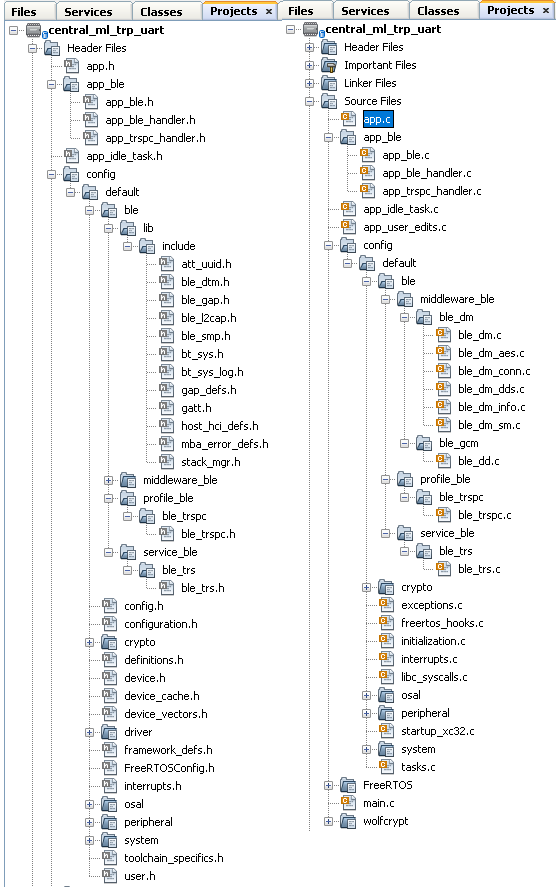 Files
Services
Classes
Projects
central_ml_trp_uart
Header Files
app.h
app_ble
app_ble.h
app_ble_handler.h
app_trspc_handler.h
app_idle_task.h
config
default
ble
lib
include
att_uuid.h
ble_dtm.h
ble_gap.h
ble_l2cap.h
ble_smp.h
bt_sys.h
bt_sys_log.h
gap_defs.h
gatt.h
host_hci_defs.h
mba_error_defs.h
stack_mgr.h
middleware_ble
profile_ble
ble_trspc
ble_trspc.h
service_ble
ble_trs
ble_trs.h
config.h
configuration.h
crypto
definitions.h
device.h
device_cache.h
device_vectors.h
driver
framework_defs.h
FreeRTOSConfig.h
interrupts.h
osal
peripheral
system
toolchain_specifics.h
user.h
Files
Services
Classes
Projects
central_ml_trp_uart
Header Files
Important Files
Linker Files
Source Files
app.c
app_ble
app_ble.c
app_ble_handler.c
app_trspc_handler.c
app_idle_task.c
app_user_edits.c
config
default
ble
middleware_ble
ble_dm
ble_dm.c
ble_dm_aes.c
ble_dm_conn.c
ble_dm_dds.c
ble_dm_info.c
ble_dm_sm.c
ble_gcm
ble_dd.c
profile_ble
ble_trspc
ble_trspc.c
service_ble
ble_trs
ble_trs.c
crypto
exceptions.c
freertos_hooks.c
initialization.c
interrupts.c
libc_syscalls.c
osal
peripheral
startup_xc32.c
system
tasks.c
FreeRTOS
main.c
wolfcrypt